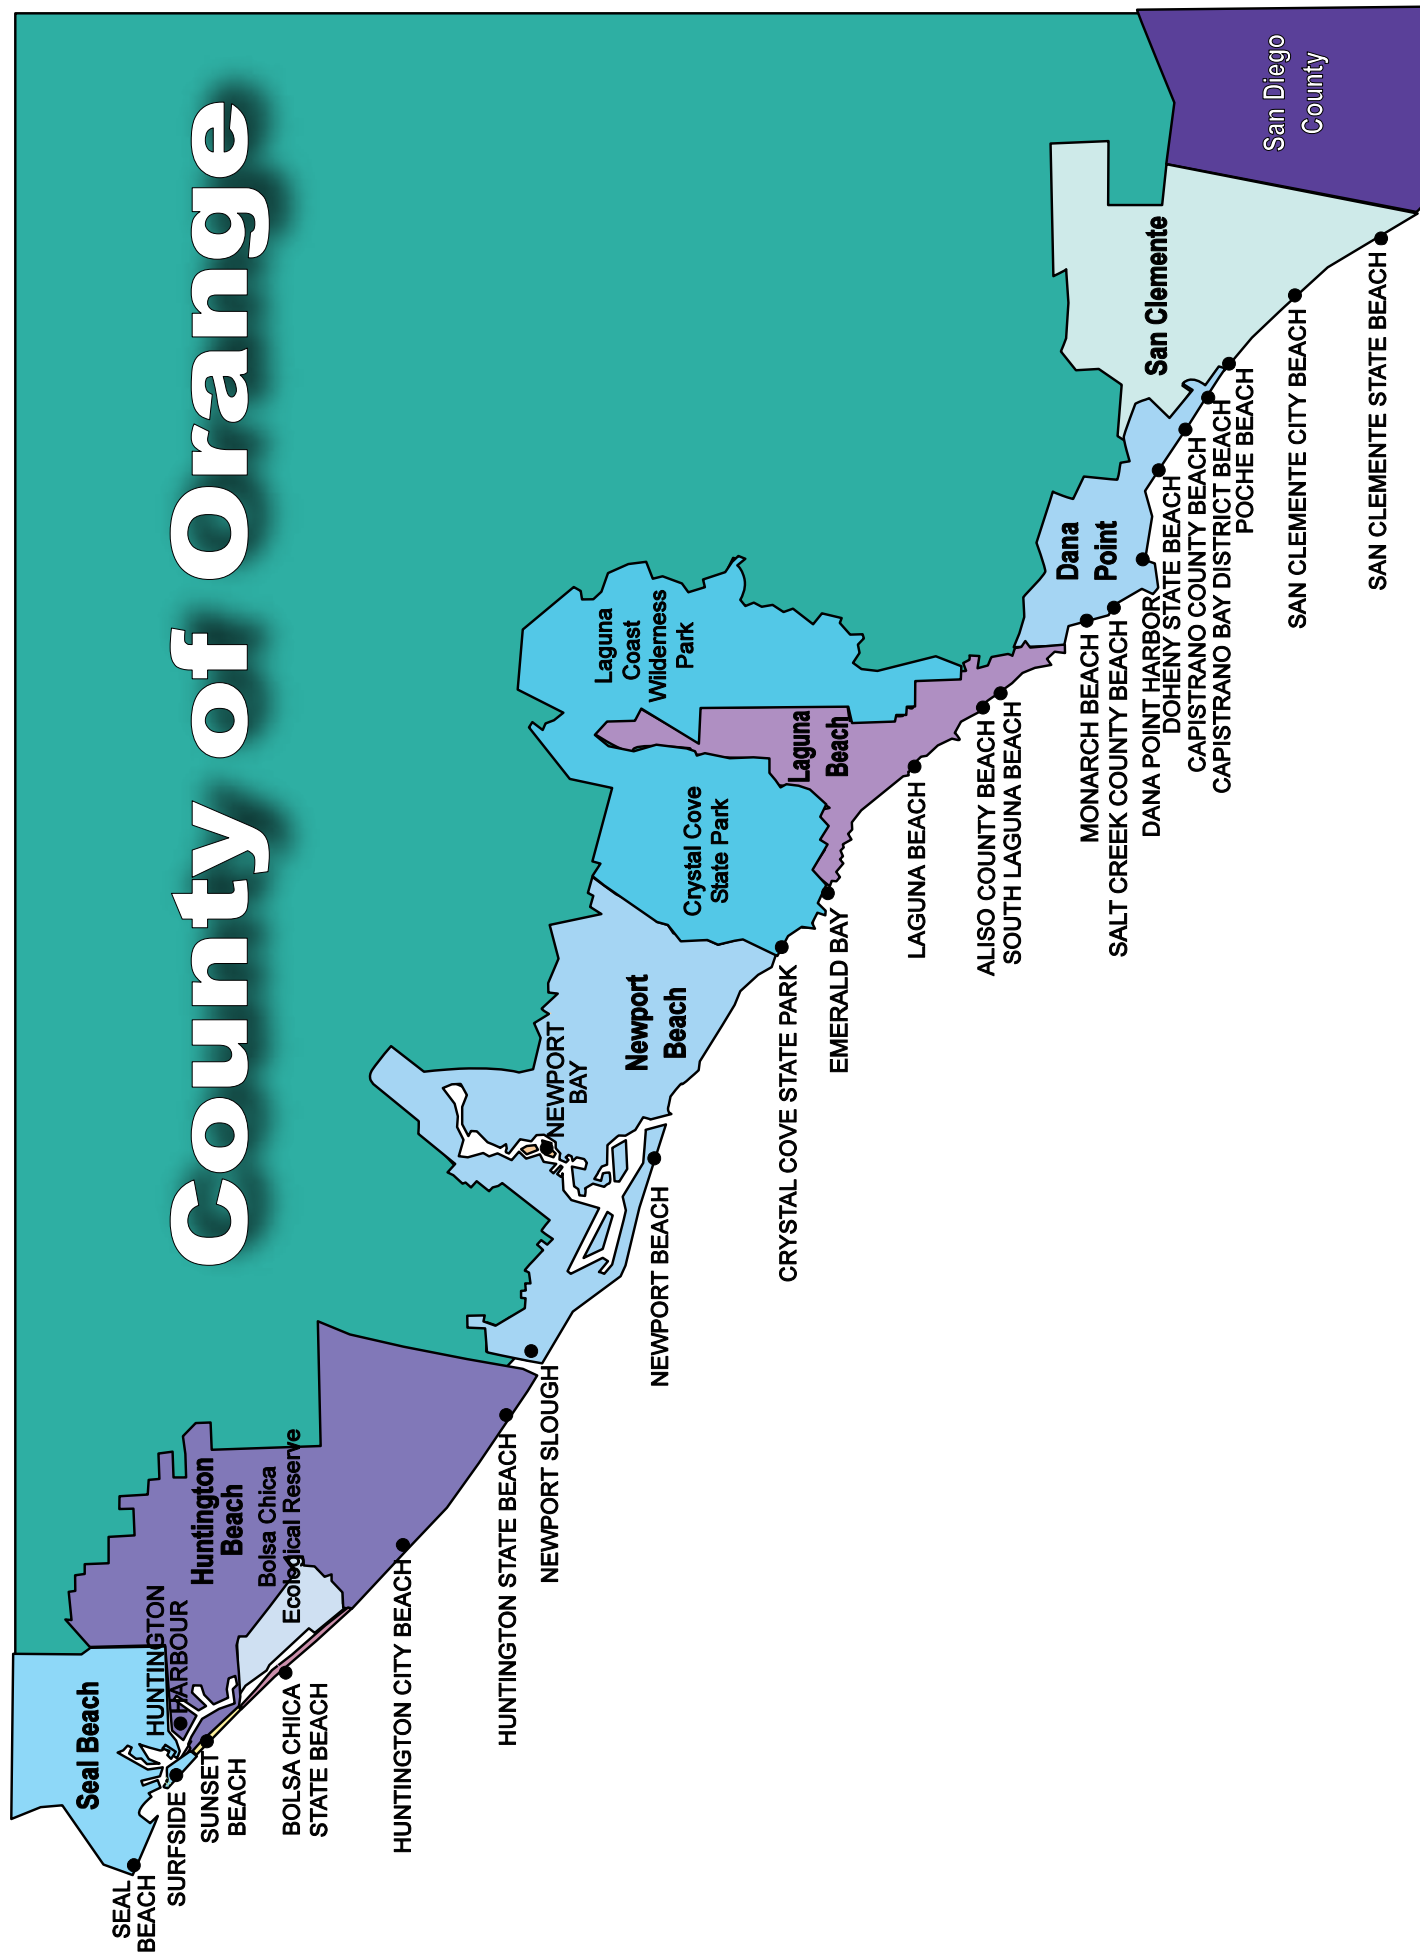 County of Orange
San Diego
County
San Clemente
Dana
Point
Laguna
Coast
Wilderness
Park
Laguna
Beach
Crystal Cove
State Park
Newport
Beach
NEWPORT
BAY
Huntington
Beach
Bolsa Chica
Ecological Reserve
HUNTINGTON
HARBOUR
Seal Beach
SEAL
BEACH
SURFSIDE
SUNSET
BEACH
BOLSA CHICA
STATE BEACH
HUNTINGTON CITY BEACH
HUNTINGTON STATE BEACH
NEWPORT SLOUGH
NEWPORT BEACH
CRYSTAL COVE STATE PARK
EMERALD BAY
LAGUNA BEACH
ALISO COUNTY BEACH
SOUTH LAGUNA BEACH
MONARCH BEACH
SALT CREEK COUNTY BEACH
DANA POINT HARBOR
DOHENY STATE BEACH
CAPISTRANO COUNTY BEACH
CAPISTRANO BAY DISTRICT BEACH
POCHE BEACH
SAN CLEMENTE CITY BEACH
SAN CLEMENTE STATE BEACH